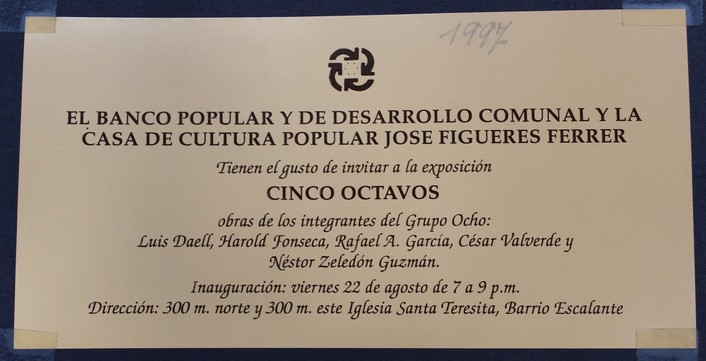 1997
EL BANCO POPULAR Y DE DESARROLLO COMUNAL Y LA
CASA DE CULTURA POPULAR JOSE FIGUERES FERRER
Tienen el gusto de invitar a la exposición
CINCO OCTAVOS
obras de los integrantes del Grupo Ocho:
Luis Daell, Harold Fonseca, Rafael A. García, César Valverde y
Néstor Zeledón Guzmán.
Inauguración: viernes 22 de agosto de 7 a 9 p.m.
Dirección: 300 m. norte y 300 m. este Iglesia Santa Teresita, Barrio Escalante